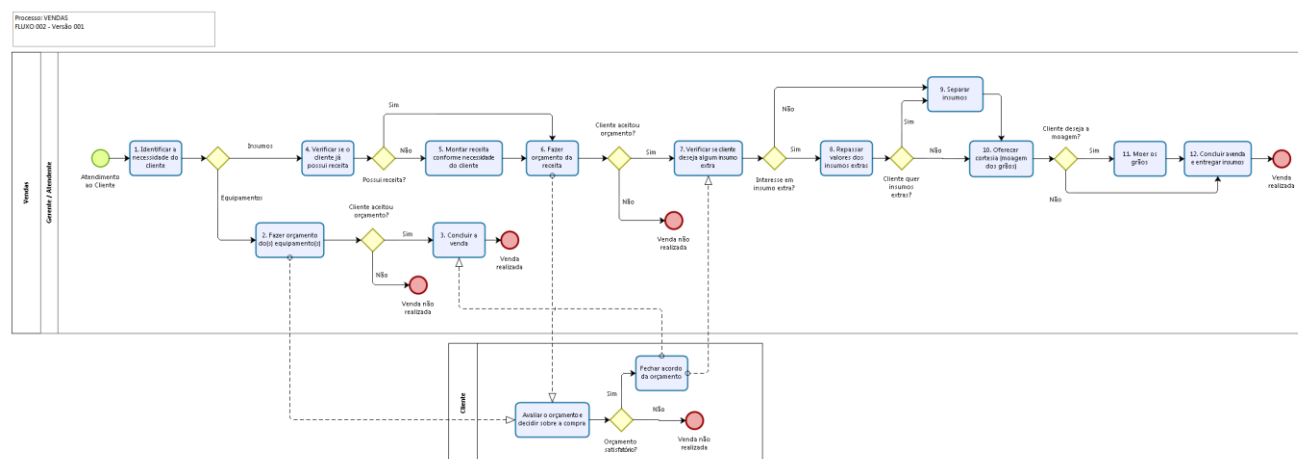 Processo: VENDAS
FLUXO 002 - Versão 001
Vendas
Gerente / Atendente
Atendimento
ao Cliente
1. Identificar a
necessidade do
cliente
Insumos
Equipamentos
4. Verificar se o
cliente já
possui receita
Sim
Não
Possui receita?
5. Montar receita
conforme necessidade
do cliente
6. Fazer
orçamento da
receita
Cliente aceitou
orçamento?
Sim
Não
Venda não
realizada
7. Verificar se cliente
deseja algum insumo
extra
Não
Sim
Interesse em
insumo extra?
8. Repassar
valores dos
insumos extras
Sim
Não
Cliente quer
insumos
extras?
9. Separar
insumos
10. Oferecer
cortesia (moagem
dos grãos)
Cliente deseja a
moagem?
Sim
Não
11. Moer os
grãos
12. Concluir a venda
e entregar insumos
Venda
realizada
2. Fazer orçamento
do(s) equipamento(s)
Cliente aceitou
orçamento?
Sim
Não
Venda não
realizada
3. Concluir a
venda
Venda
realizada
Cliente
Avaliar o orçamento e
decidir sobre a compra
Orçamento
satisfatório?
Sim
Não
Fechar acordo
da orçamento
Venda não
realizada